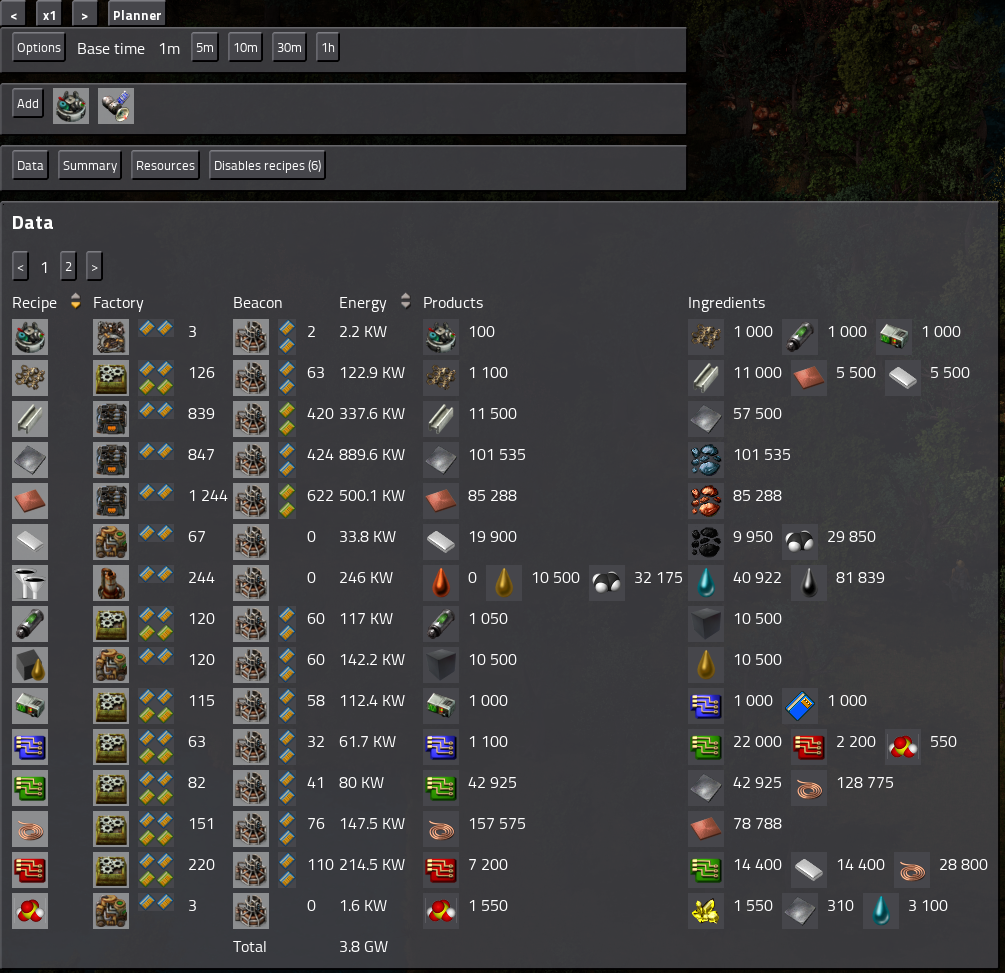 < x1 > Planner
Options Base time 1m 5m 10m 30m 1h
Add
Data Summary Resources Disables recipes (6)
Data
< 1 2 >
Recipe Factory Beacon Energy Products Ingredients
3 2 2.2 KW 100 1 000 1 000 1 000
126 63 122.9 KW 1 100 11 000 5 500 5 500
839 420 337.6 KW 11 500 57 500
847 424 889.6 KW 101 535 101 535
1 244 622 500.1 KW 85 288 85 288
67 0 33.8 KW 19 900 9 950 29 850
244 0 246 KW 0 10 500 32 175 40 922 81 839
120 60 117 KW 1 050 10 500
120 60 142.2 KW 10 500 10 500
115 58 112.4 KW 1 000 1 000 1 000
63 32 61.7 KW 1 100 22 000 2 200 550
82 41 80 KW 42 925 42 925 128 775
151 76 147.5 KW 157 575 78 788
220 110 214.5 KW 7 200 14 400 14 400 28 800
3 0 1.6 KW 1 550 1 550 310 3 100
Total 3.8 GW